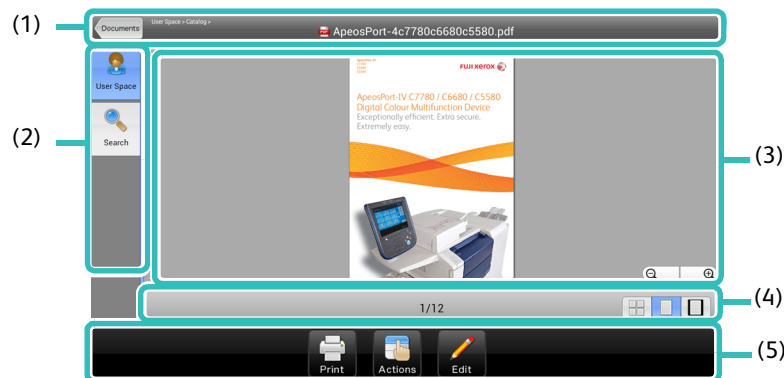 (1)
Documents
User Space > Catalog >
ApeosPort-4c7780c6680c5580.pdf
(2)
User Space
Search
(3)
FUJI XEROX
ApeosPort-IV C7780 / C6680 / C5580
Digital Colour Multifunction Device
Exceptionally efficient. Extra secure.
Extremely easy.
(4)
1/12
(5)
Print
Actions
Edit